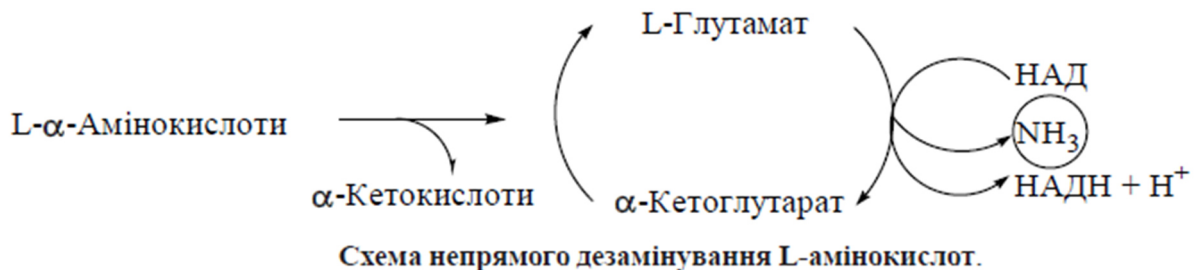 L-Глутамат
НАД
L-α-Амінокислоти
NH₃
α-Кетокислоти
α-Кетоглутарат
НАДН + H⁺
Схема непрямого дезамінування L-амінокислот.